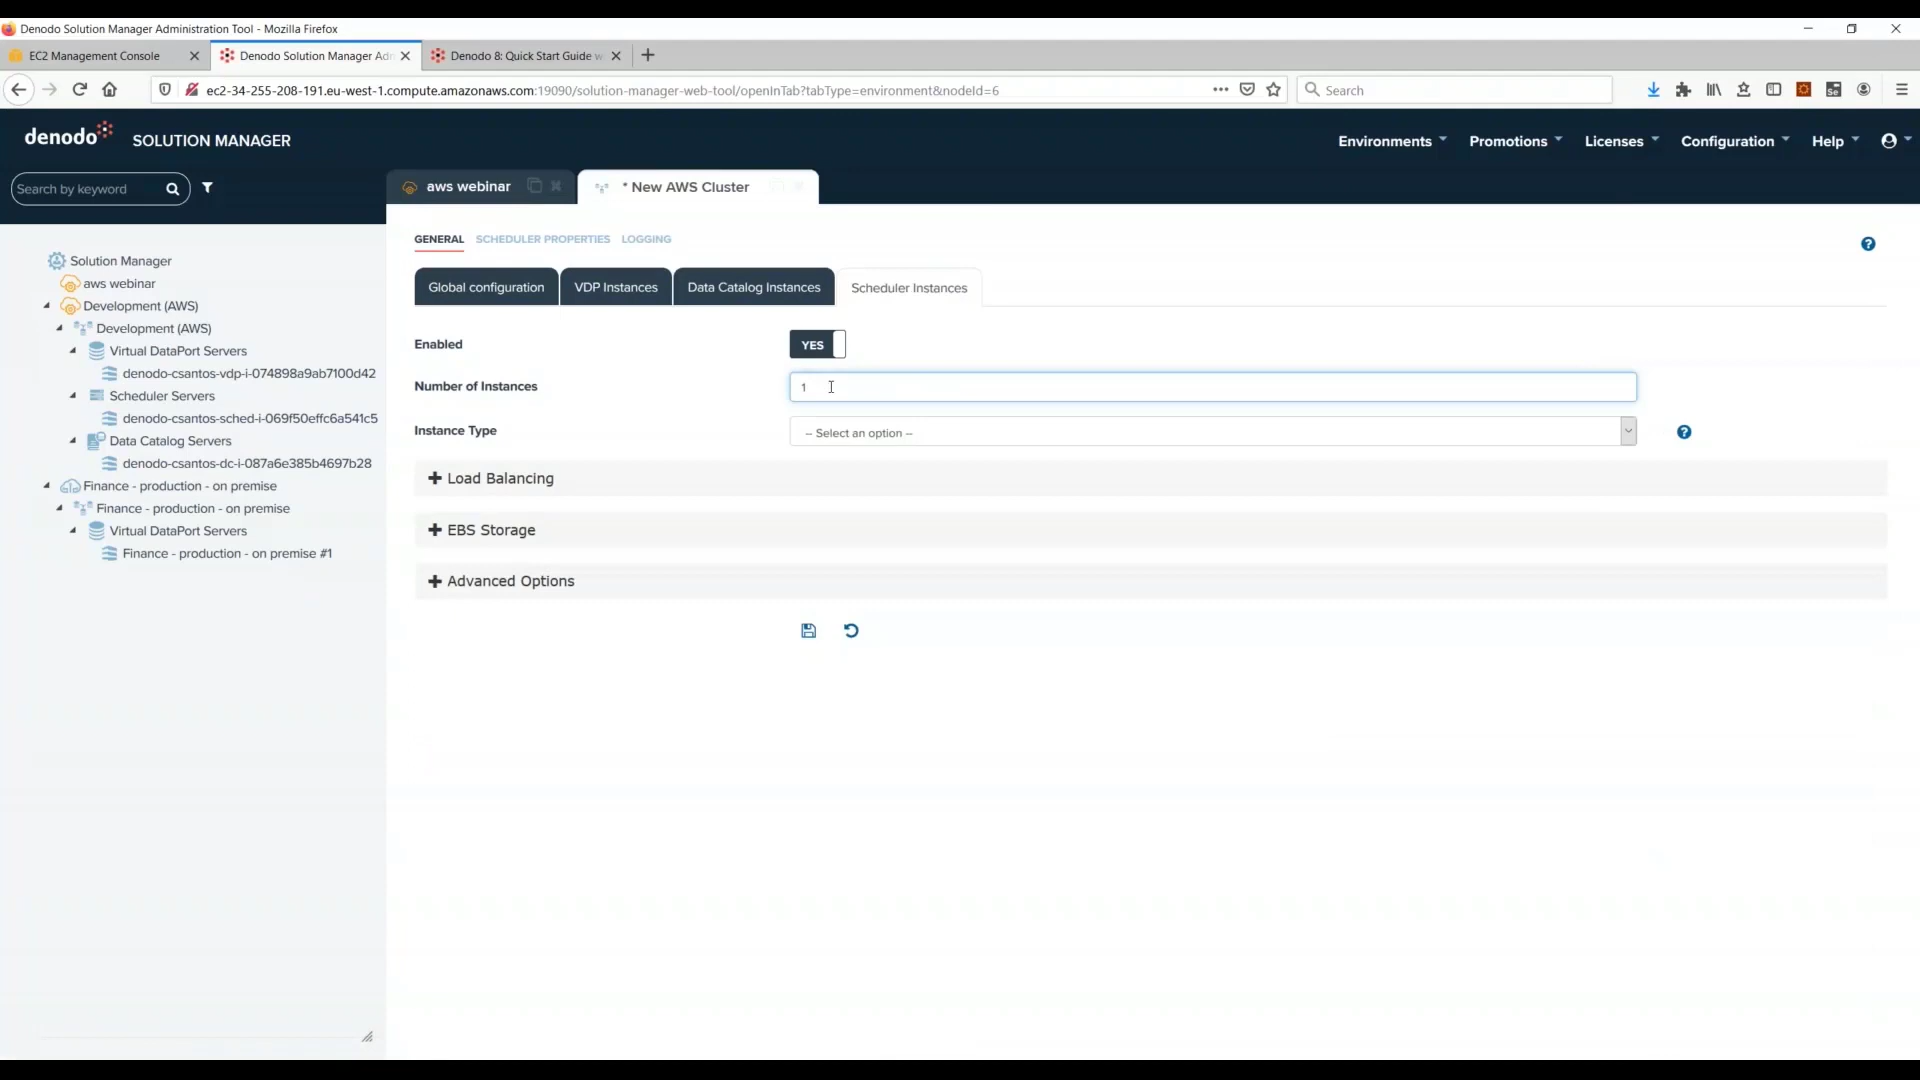 Denodo Solution Manager Administration Tool - Mozilla Firefox
EC2 Management Console
Denodo Solution Manager Adr
Denodo 8: Quick Start Guide w
ec2-34-255-208-191.eu-west-1.compute.amazonaws.com:19090/solution-manager-web-tool/openInTab?tabType=environment&nodeId=6
Search
denodo SOLUTION MANAGER
Environments Promotions Licenses Configuration Help
Search by keyword
aws webinar
* New AWS Cluster
GENERAL SCHEDULER PROPERTIES LOGGING
Global configuration VDP Instances Data Catalog Instances Scheduler Instances
Enabled YES
Number of Instances 1
Instance Type -- Select an option --
Load Balancing
EBS Storage
Advanced Options
Solution Manager
aws webinar
Development (AWS)
Development (AWS)
Virtual DataPort Servers
denodo-csantos-vdp-i-074898a9ab7100d42
Scheduler Servers
denodo-csantos-sched-i-069f50effc6a541c5
Data Catalog Servers
denodo-csantos-dc-i-087a6e385b4697b28
Finance - production - on premise
Finance - production - on premise
Virtual DataPort Servers
Finance - production - on premise #1